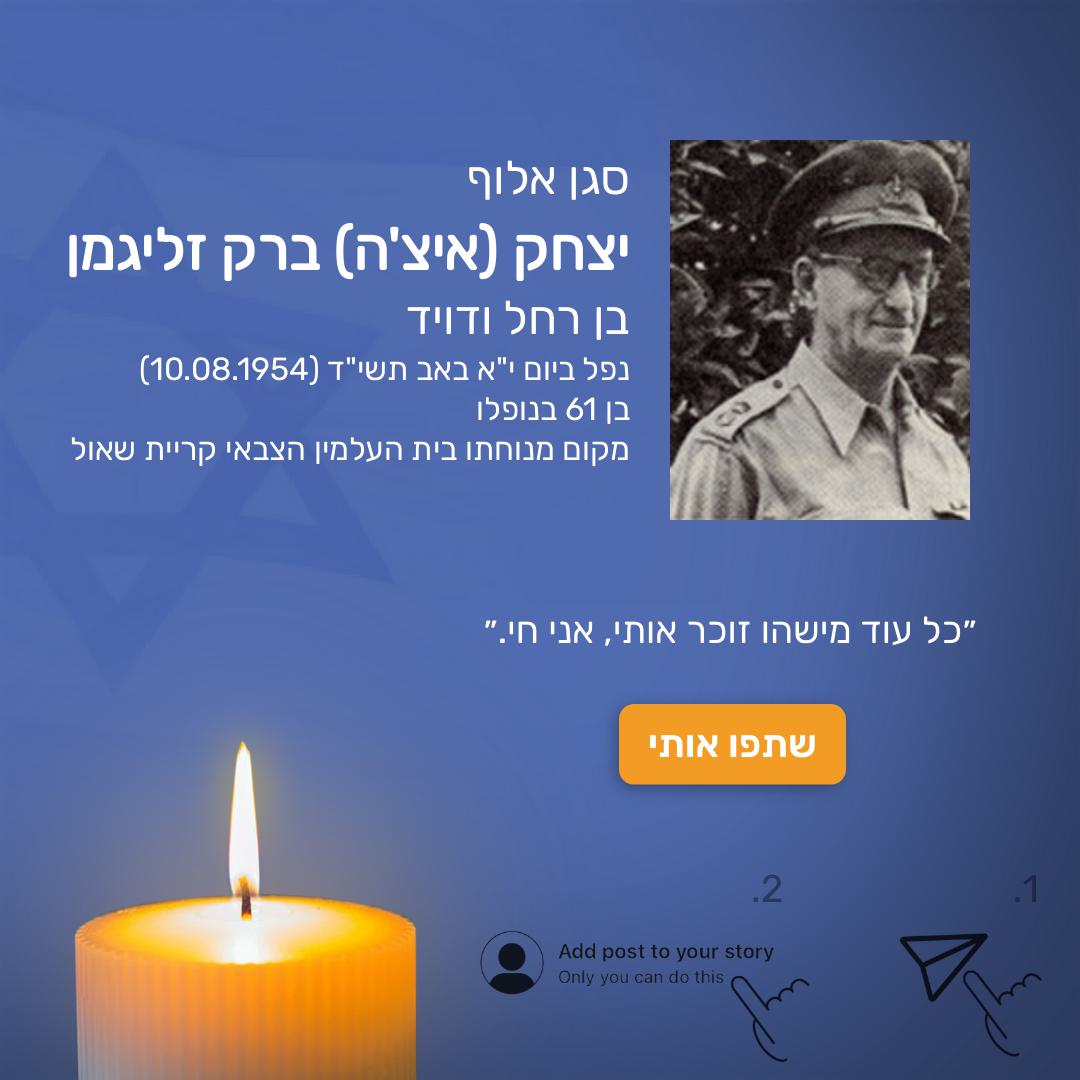 סגן אלוף
יצחק (איצ'ה) ברק זליגמן
בן רחל ודויד
נפל ביום י"א באב תשי"ד (10.08.1954)
בן 61 בנופלו
מקום מנוחתו בית העלמין הצבאי קריית שאול
״כל עוד מישהו זוכר אותי, אני חי.״
שתפו אותי
1.
2.
Add post to your story
Only you can do this